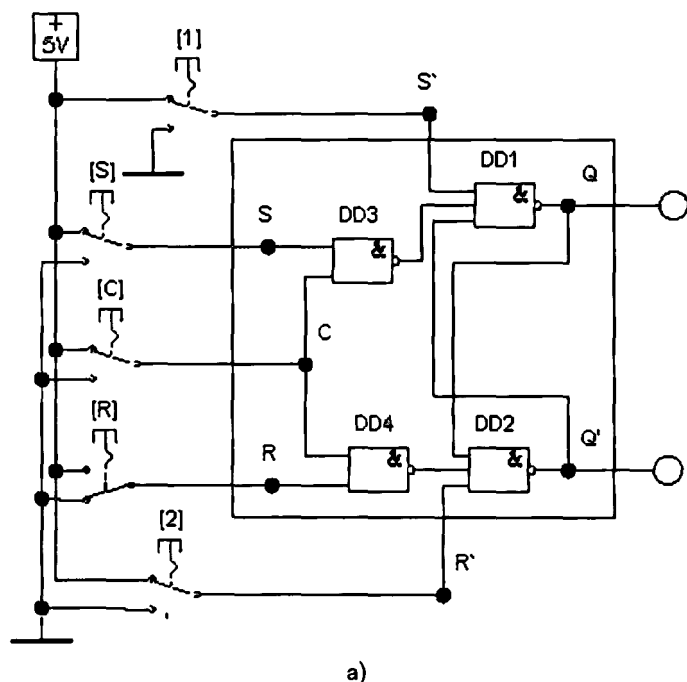 +
5V
[1]
S`
[S]
DD1
Q
S
DD3
&
&
[C]
C
[R]
DD4
DD2
Q'
R
&
&
[2]
R`
a)